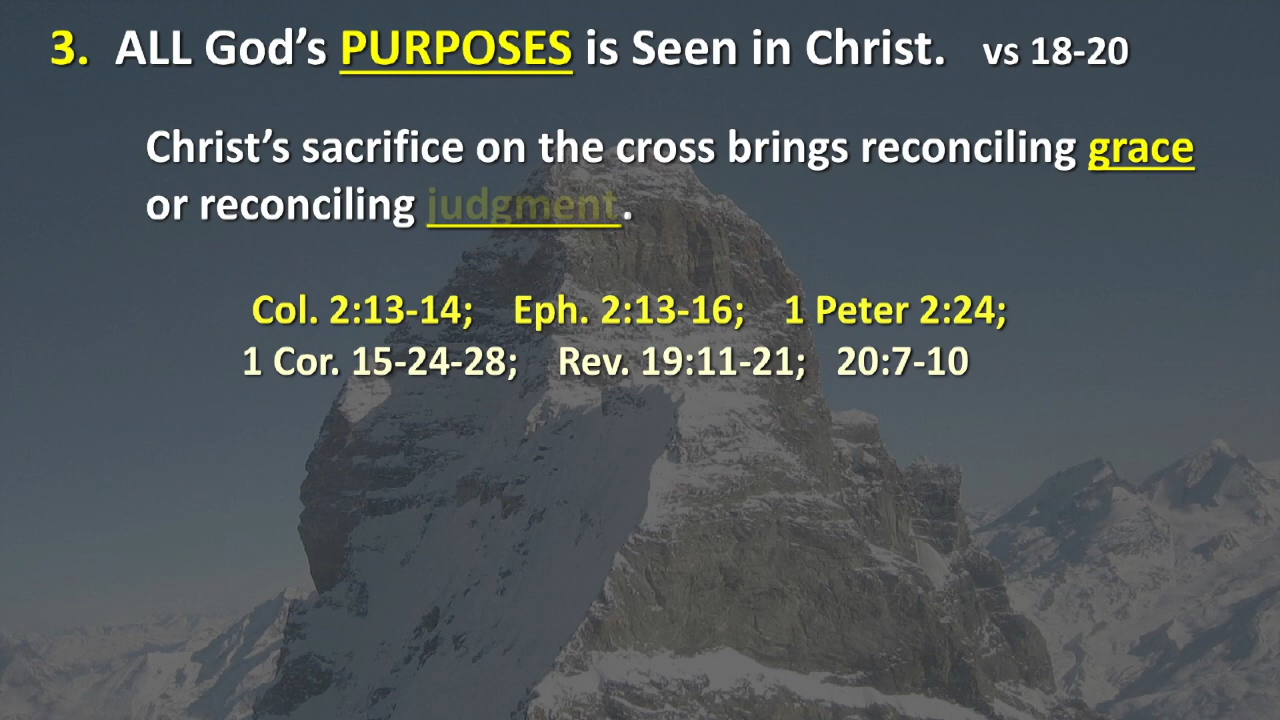 3. ALL God’s PURPOSES is Seen in Christ. vs 18-20
Christ’s sacrifice on the cross brings reconciling grace
or reconciling judgment.
Col. 2:13-14; Eph. 2:13-16; 1 Peter 2:24;
1 Cor. 15-24-28; Rev. 19:11-21; 20:7-10